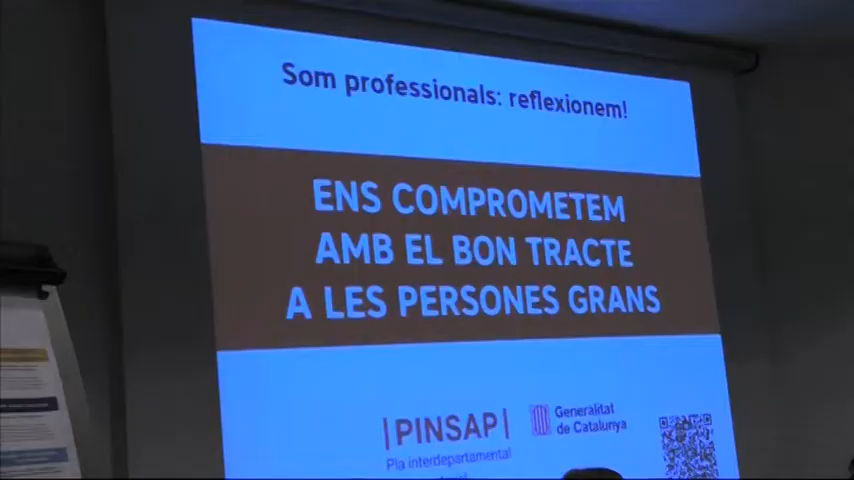 Som professionals: reflexionem!
ENS COMPROMETEM
AMB EL BON TRACTE
A LES PERSONES GRANS
|PINSAP|
Pla interdepartamental
Generalitat
de Catalunya